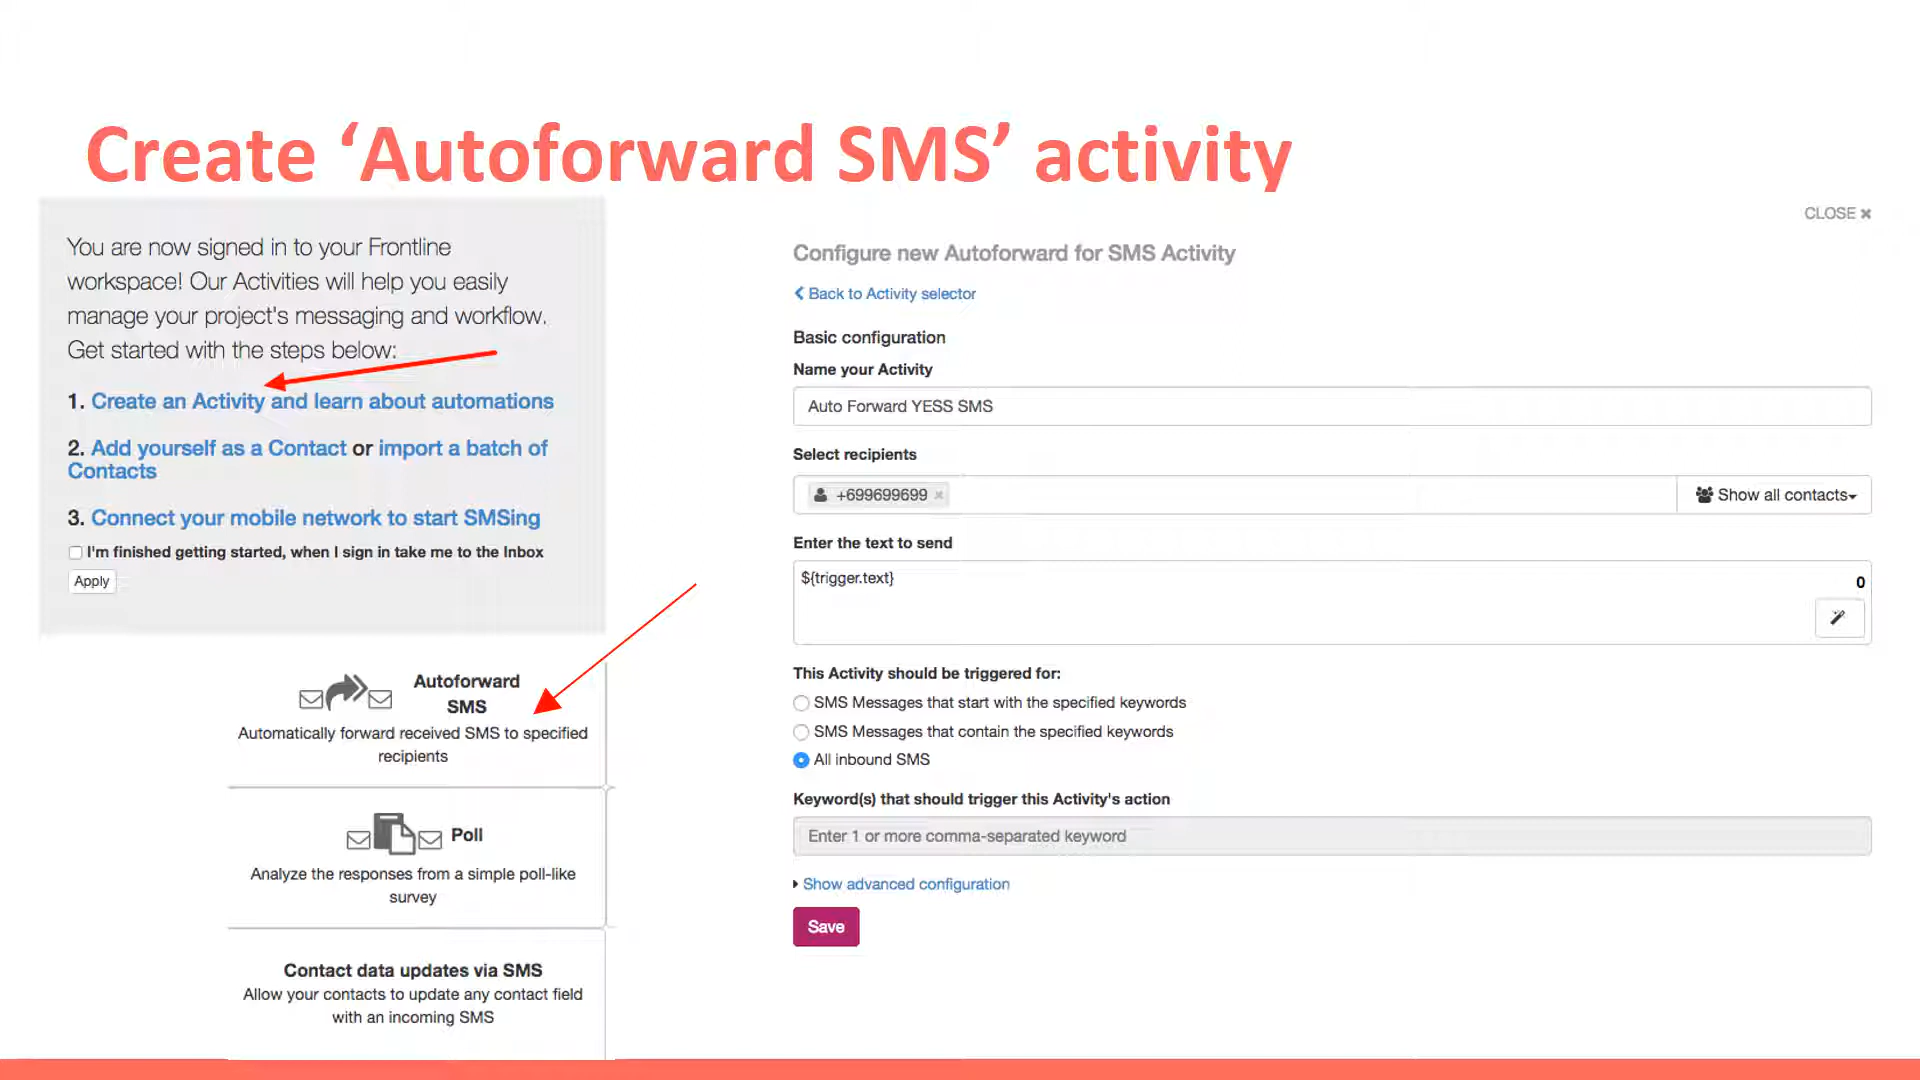 Create ‘Autoforward SMS’ activity
You are now signed in to your Frontline
workspace! Our Activities will help you easily
manage your project's messaging and workflow.
Get started with the steps below:
1. Create an Activity and learn about automations
2. Add yourself as a Contact or import a batch of
Contacts
3. Connect your mobile network to start SMSing
I'm finished getting started, when I sign in take me to the Inbox
Apply
Autoforward
SMS
Automatically forward received SMS to specified
recipients
Poll
Analyze the responses from a simple poll-like
survey
Contact data updates via SMS
Allow your contacts to update any contact field
with an incoming SMS
CLOSE ×
Configure new Autoforward for SMS Activity
Back to Activity selector
Basic configuration
Name your Activity
Auto Forward YESS SMS
Select recipients
+699699699 ×
Show all contacts
Enter the text to send
${trigger.text}
0
This Activity should be triggered for:
SMS Messages that start with the specified keywords
SMS Messages that contain the specified keywords
All inbound SMS
Keyword(s) that should trigger this Activity's action
Enter 1 or more comma-separated keyword
Show advanced configuration
Save